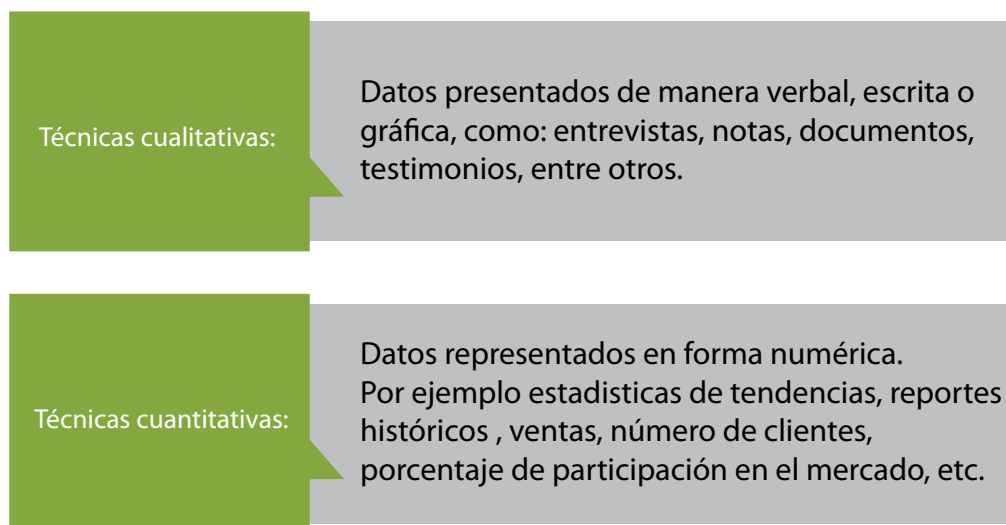 Técnicas cualitativas:
Datos presentados de manera verbal, escrita o
gráfica, como: entrevistas, notas, documentos,
testimonios, entre otros.
Técnicas cuantitativas:
Datos representados en forma numérica.
Por ejemplo estadisticas de tendencias, reportes
históricos , ventas, número de clientes,
porcentaje de participación en el mercado, etc.